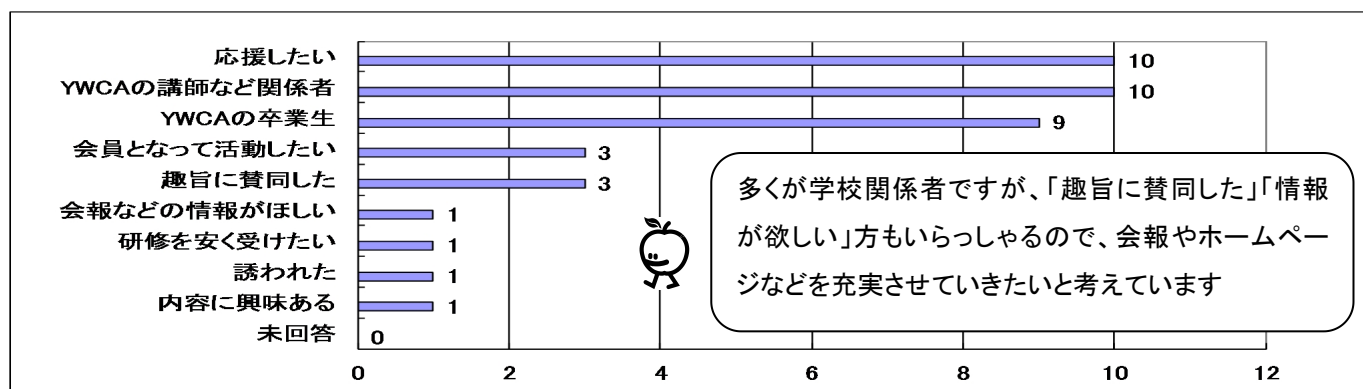 応援したい 10
YWCAの講師など関係者 10
YWCAの卒業生 9
会員となって活動したい 3
趣旨に賛同した 3
会報などの情報がほしい 1
研修を安く受けたい 1
誘われた 1
内容に興味ある 1
未回答 0
0 2 4 6 8 10 12
多くが学校関係者ですが、「趣旨に賛同した」「情報
が欲しい」方もいらっしゃるので、会報やホームペー
ジなどを充実させていきたいと考えています